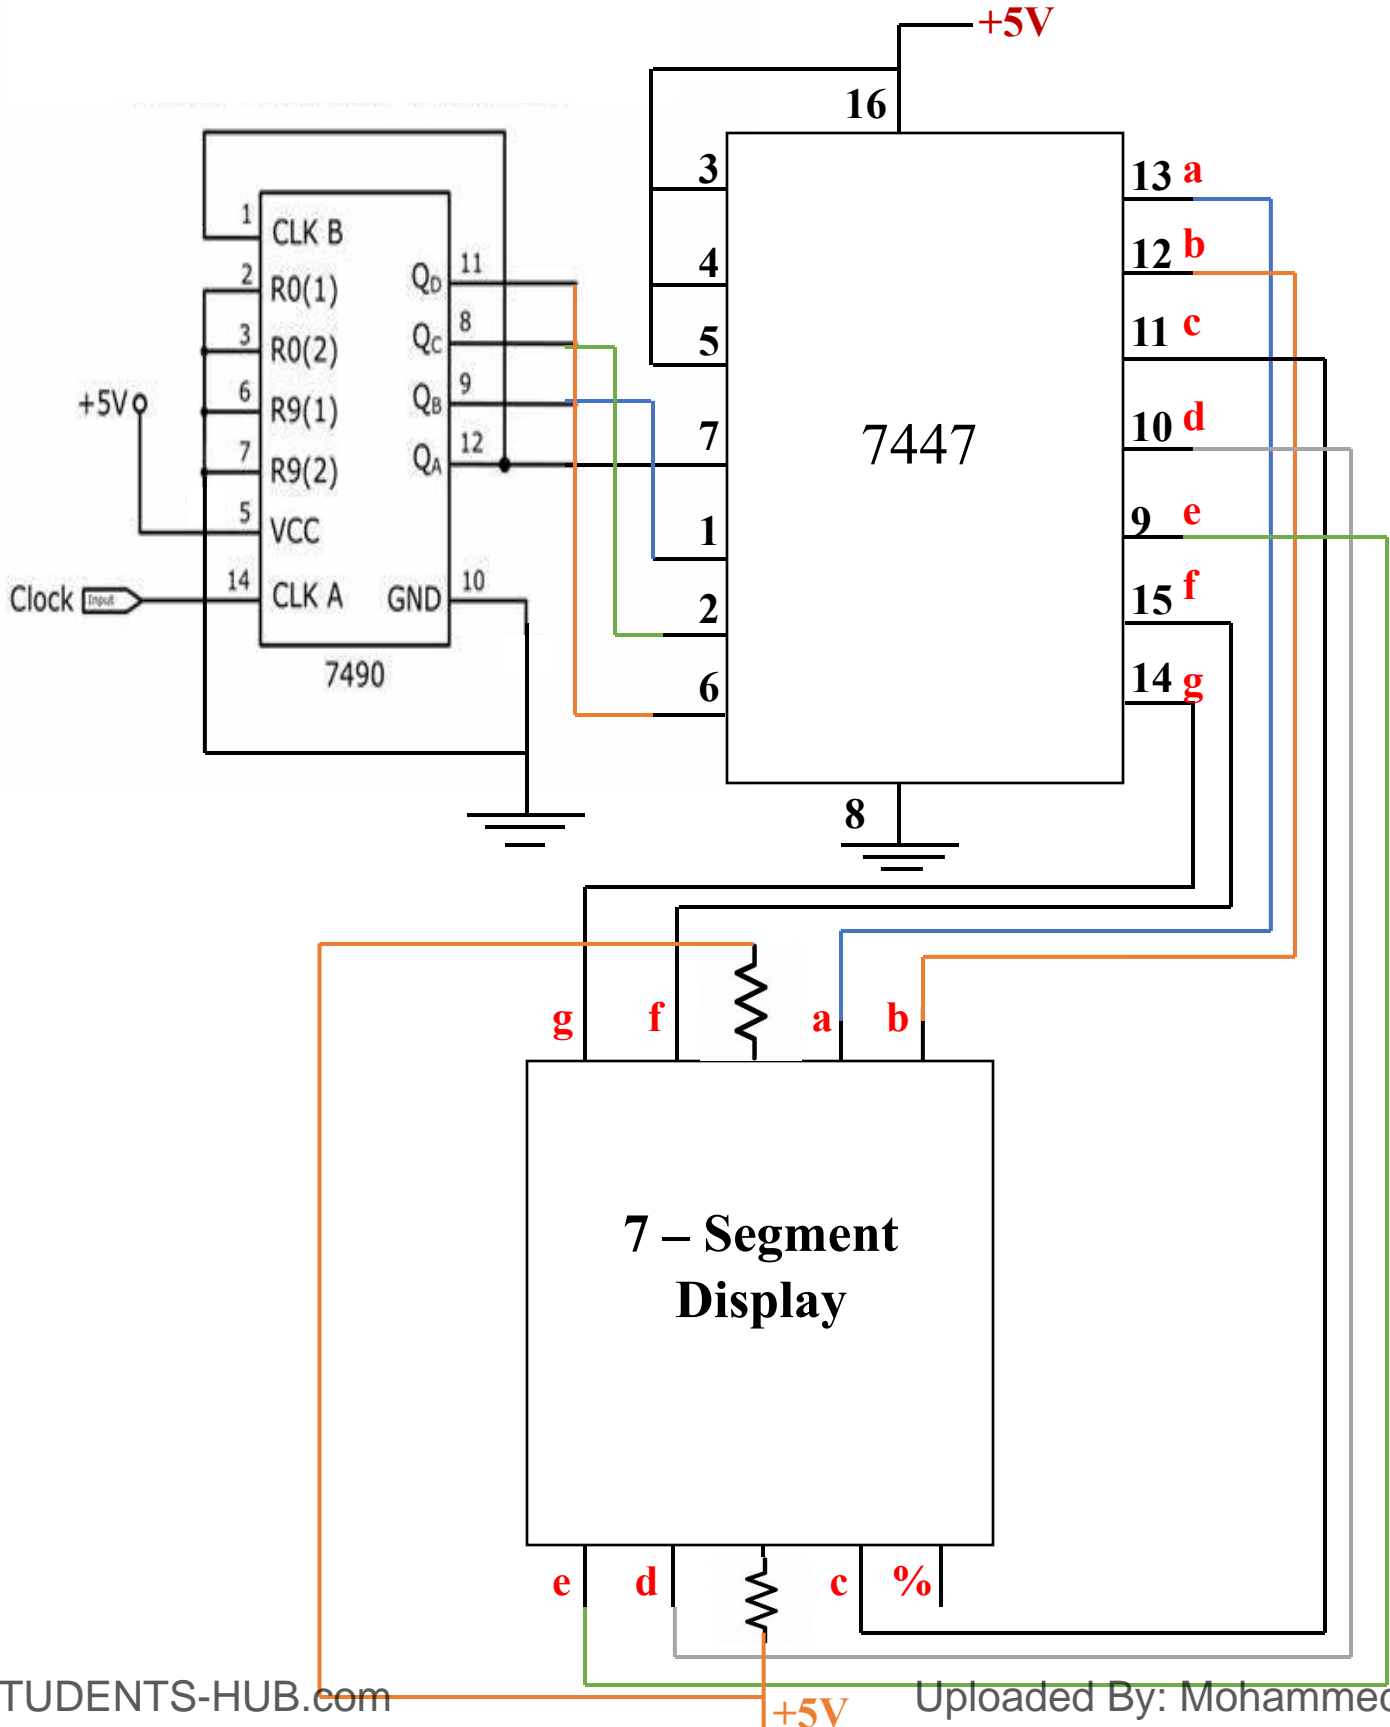 +5V
16
3
4
5
7
1
2
6
7447
13 a
12 b
11 c
10 d
9 e
15 f
14 g
8
1 CLK B
2 R0(1)
3 R0(2)
6 R9(1)
7 R9(2)
+5V
5 VCC
Clock Input
14 CLK A
QD 11
QC 8
QB 9
QA 12
GND 10
7490
g f a b
7 – Segment
Display
e d c %
+5V
TUDENTS-HUB.com
Uploaded By: Mohammed